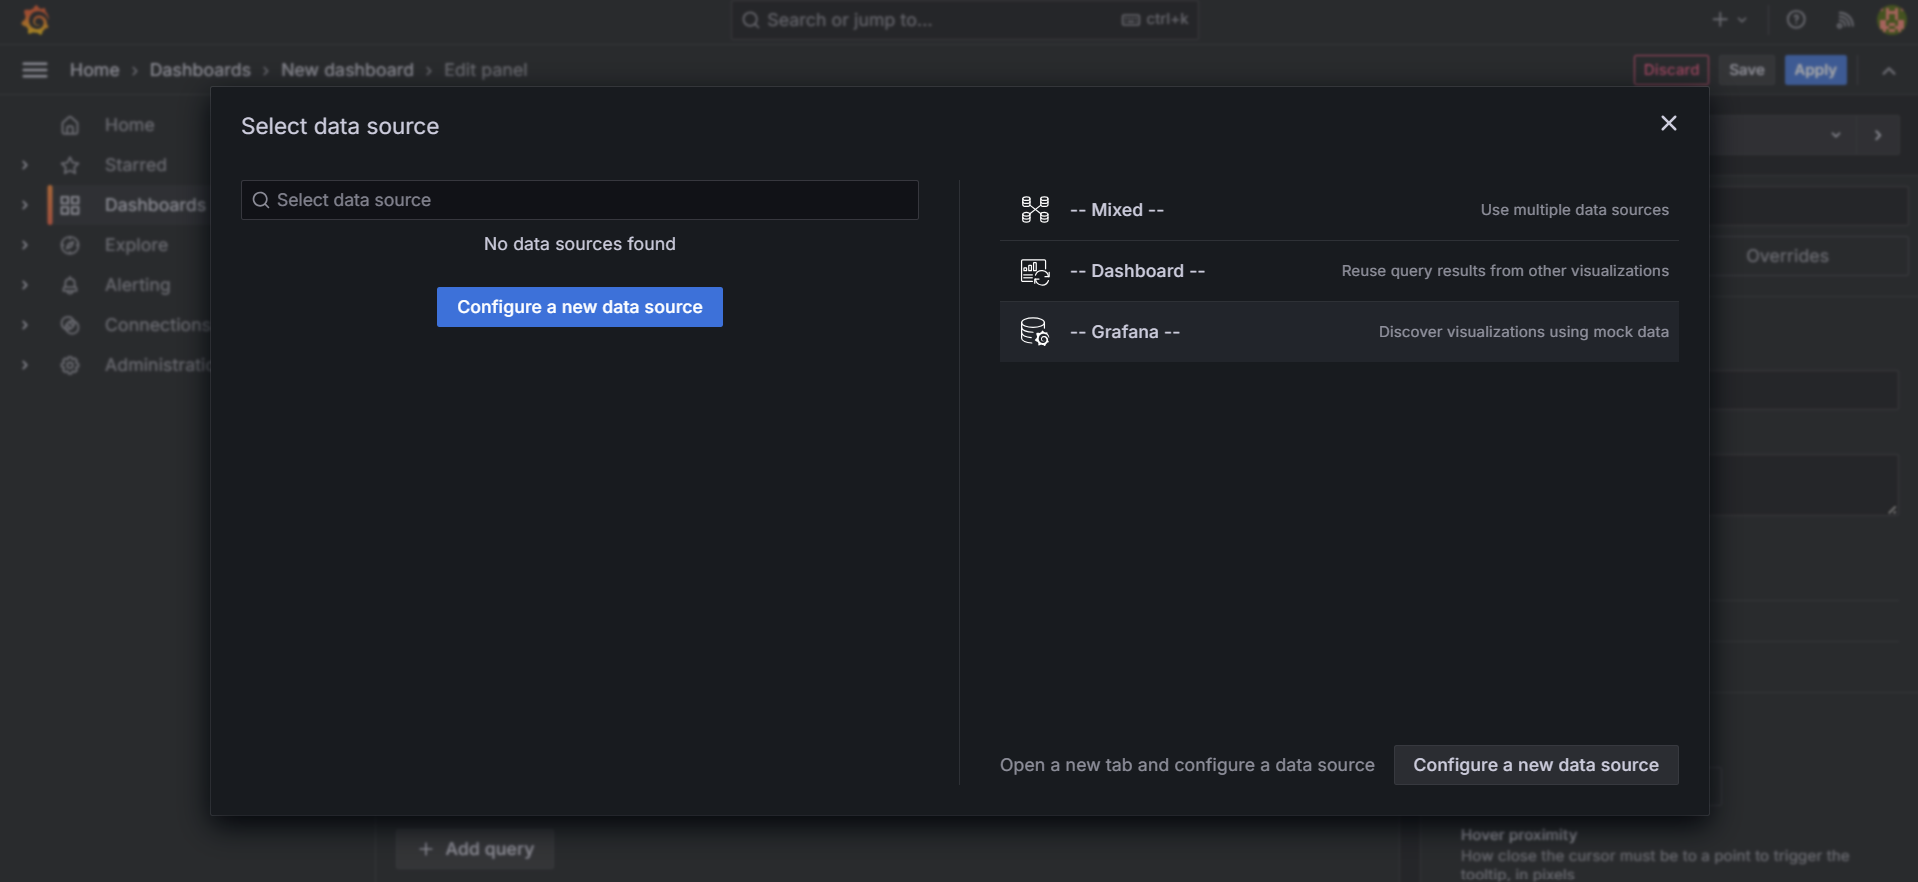 Search or jump to...
ctrl+k
Home › Dashboards › New dashboard › Edit panel
Discard
Save
Apply
Home
Starred
Dashboards
Explore
Alerting
Connections
Select data source
Select data source
No data sources found
Configure a new data source
-- Mixed --
Use multiple data sources
-- Dashboard --
Reuse query results from other visualizations
-- Grafana --
Discover visualizations using mock data
Open a new tab and configure a data source
Configure a new data source
Overrides
+ Add query
Hover proximity
How close the cursor must be to a point to trigger the
tooltip, in pixels